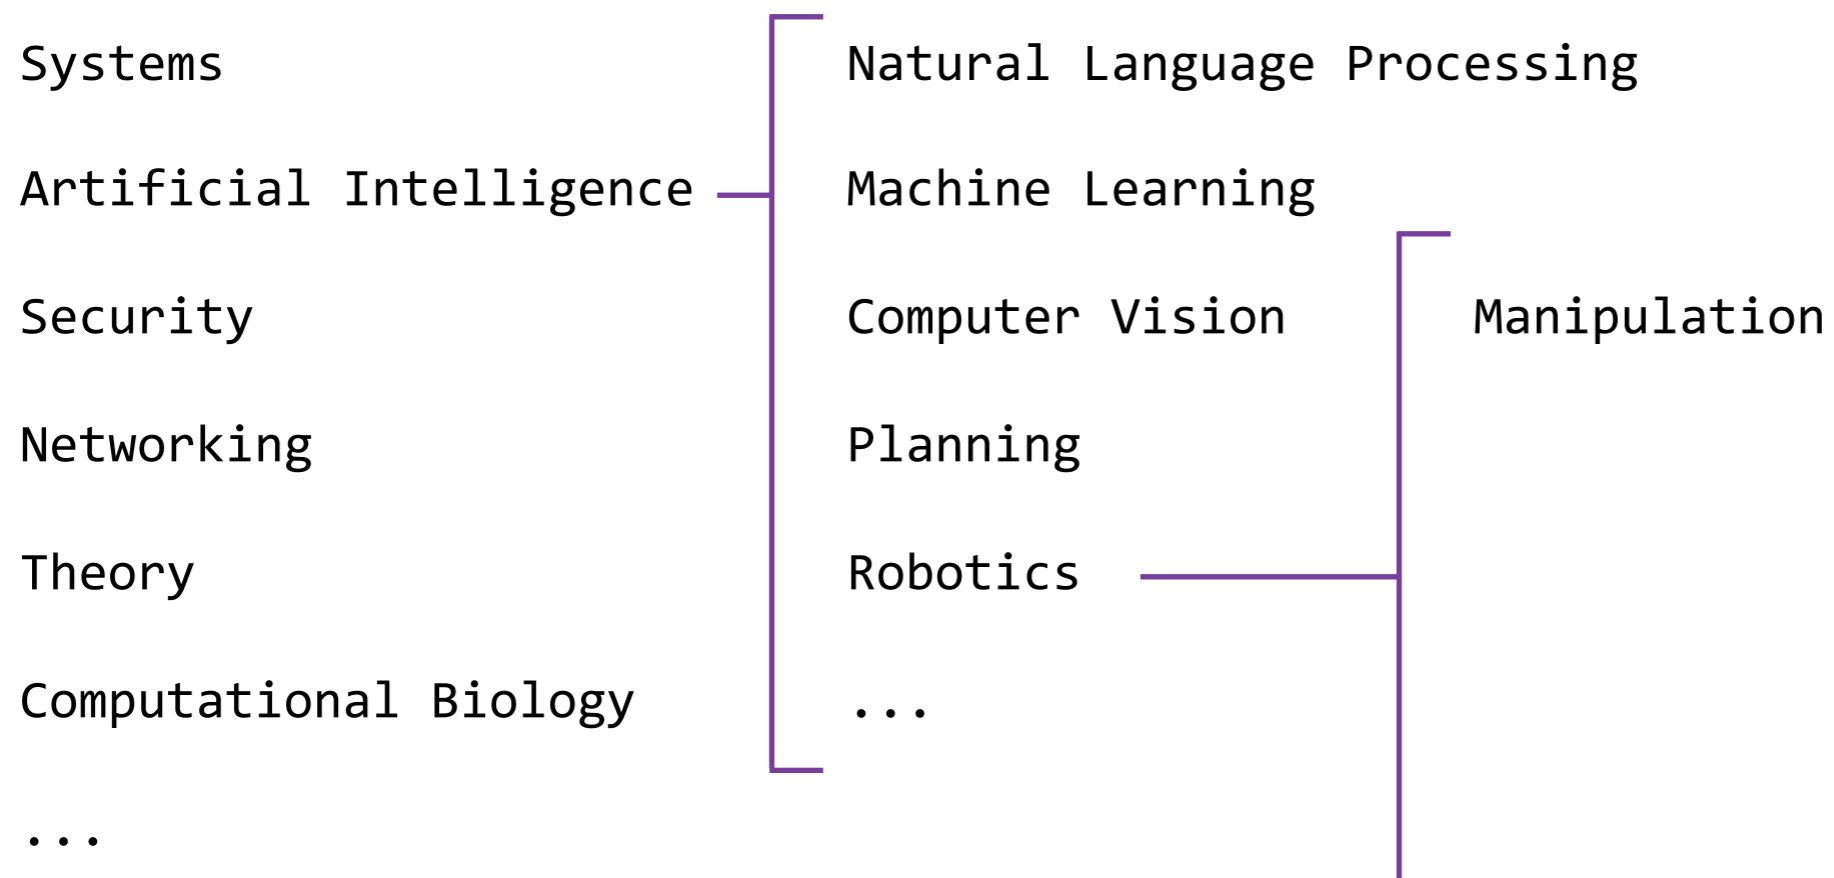 Systems
Artificial Intelligence
Security
Networking
Theory
Computational Biology
...
Natural Language Processing
Machine Learning
Computer Vision
Planning
Robotics
...
Manipulation